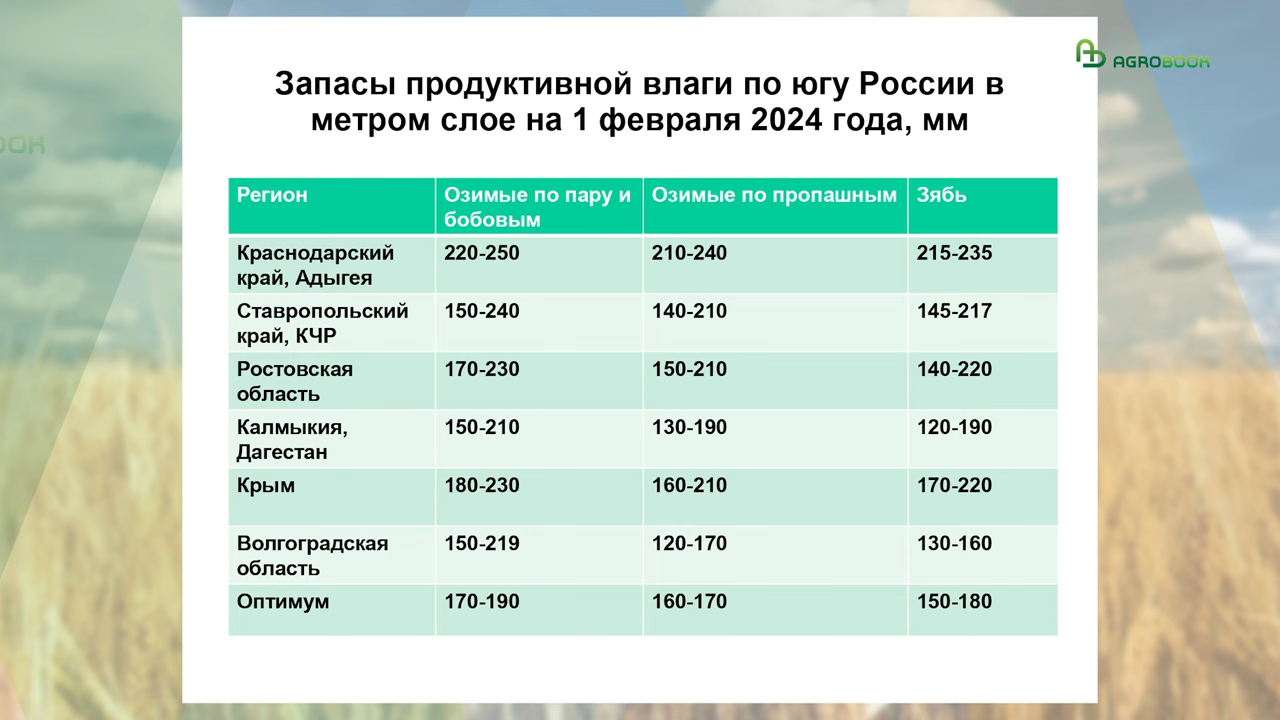 Запасы продуктивной влаги по югу России в
метром слое на 1 февраля 2024 года, мм
AGROBOOK
OOK
Регион
Озимые по пару и
бобовым
Озимые по пропашным
Зябь
Краснодарский
край, Адыгея
220-250
210-240
215-235
Ставропольский
край, КЧР
150-240
140-210
145-217
Ростовская
область
170-230
150-210
140-220
Калмыкия,
Дагестан
150-210
130-190
120-190
Крым
180-230
160-210
170-220
Волгоградская
область
150-219
120-170
130-160
Оптимум
170-190
160-170
150-180